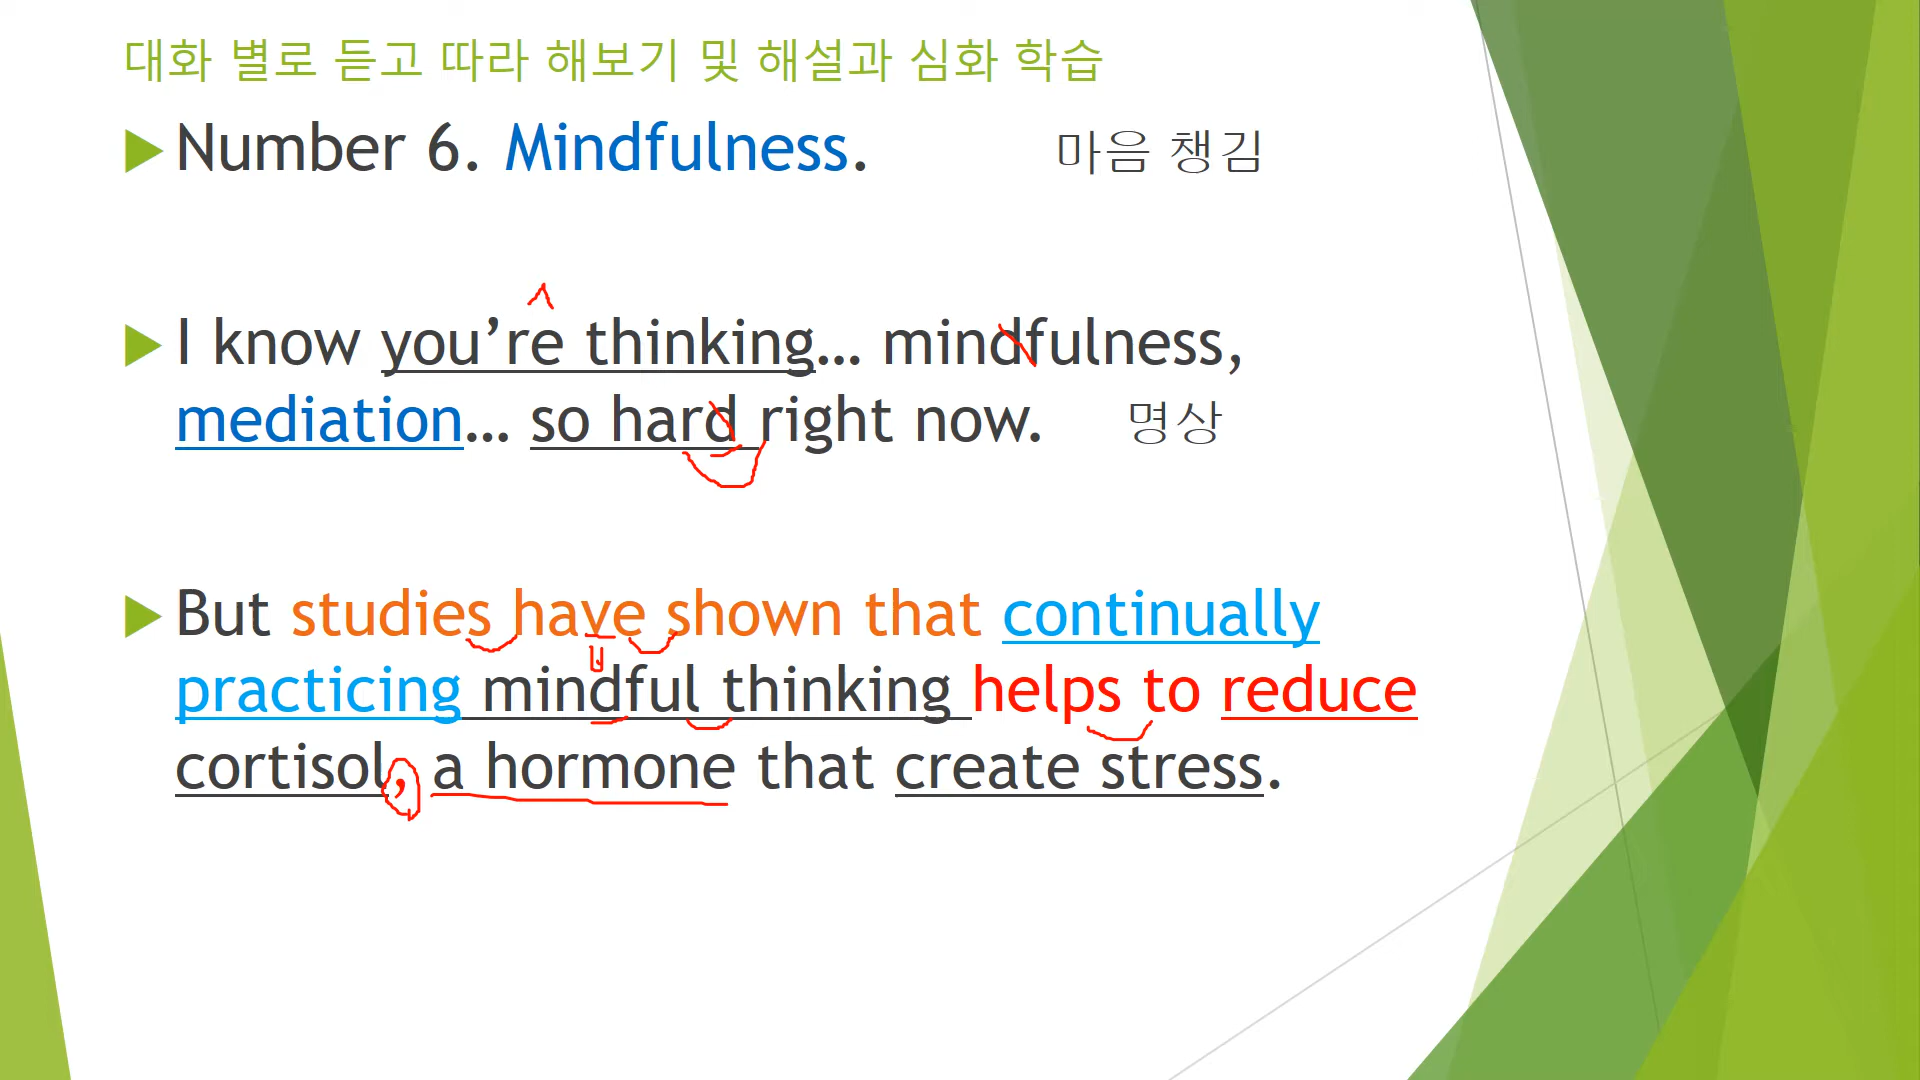 대화 별로 듣고 따라 해보기 및 해설과 심화 학습
Number 6. Mindfulness. 마음 챙김
I know you’re thinking… mindfulness,
mediation… so hard right now. 명상
But studies have shown that continually
practicing mindful thinking helps to reduce
cortisol, a hormone that create stress.